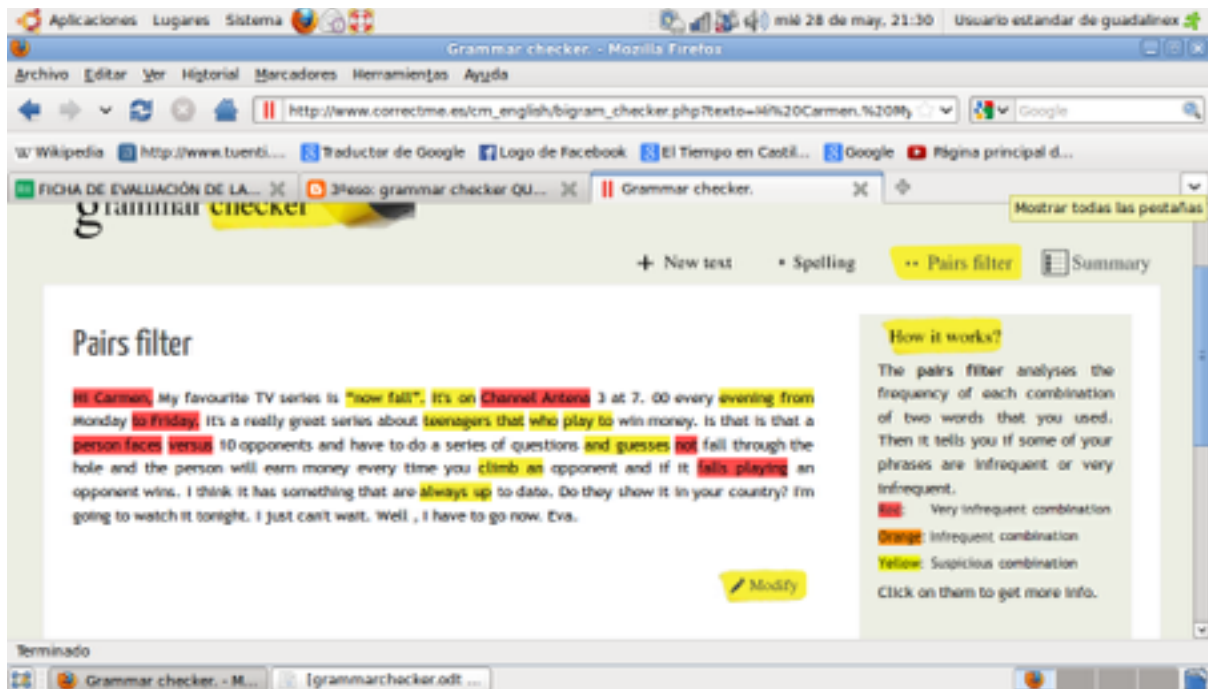 Aplicaciones Lugares Sistema mié 28 de may, 21:30 Usuario estandar de guadalinex
Grammar checker. - Mozilla Firefox
Archivo Editar Ver Historial Marcadores Herramientas Ayuda
http://www.correctme.es/cm_english/bigram_checker.php?texto=Hi%20Carmen.%20My Google
Wikipedia http://www.tuenti.... Traductor de Google Logo de Facebook El Tiempo en Castil... Google Página principal d...
FICHA DE EVALUACIÓN DE LA... 3ºeso: grammar checker QU... Grammar checker.
Mostrar todas las pestañas
grammar checker
New text Spelling Pairs filter Summary
Pairs filter
Hi Carmen, My favourite TV series is "now fall". It's on Channel Antena 3 at 7. 00 every evening from
Monday to Friday. It's a really great series about teenagers that who play to win money. Is that is that a
person faces versus 10 opponents and have to do a series of questions and guesses not fall through the
hole and the person will earn money every time you climb an opponent and if it fails playing an
opponent wins. I think it has something that are always up to date. Do they show it in your country? I'm
going to watch it tonight. I just can't wait. Well , I have to go now. Eva.
Modify
How it works?
The pairs filter analyses the
frequency of each combination
of two words that you used.
Then it tells you if some of your
phrases are infrequent or very
infrequent.
Red: Very infrequent combination
Orange: Infrequent combination
Yellow: Suspicious combination
Click on them to get more info.
Terminado
Grammar checker. - M... [grammarchecker.odt ...